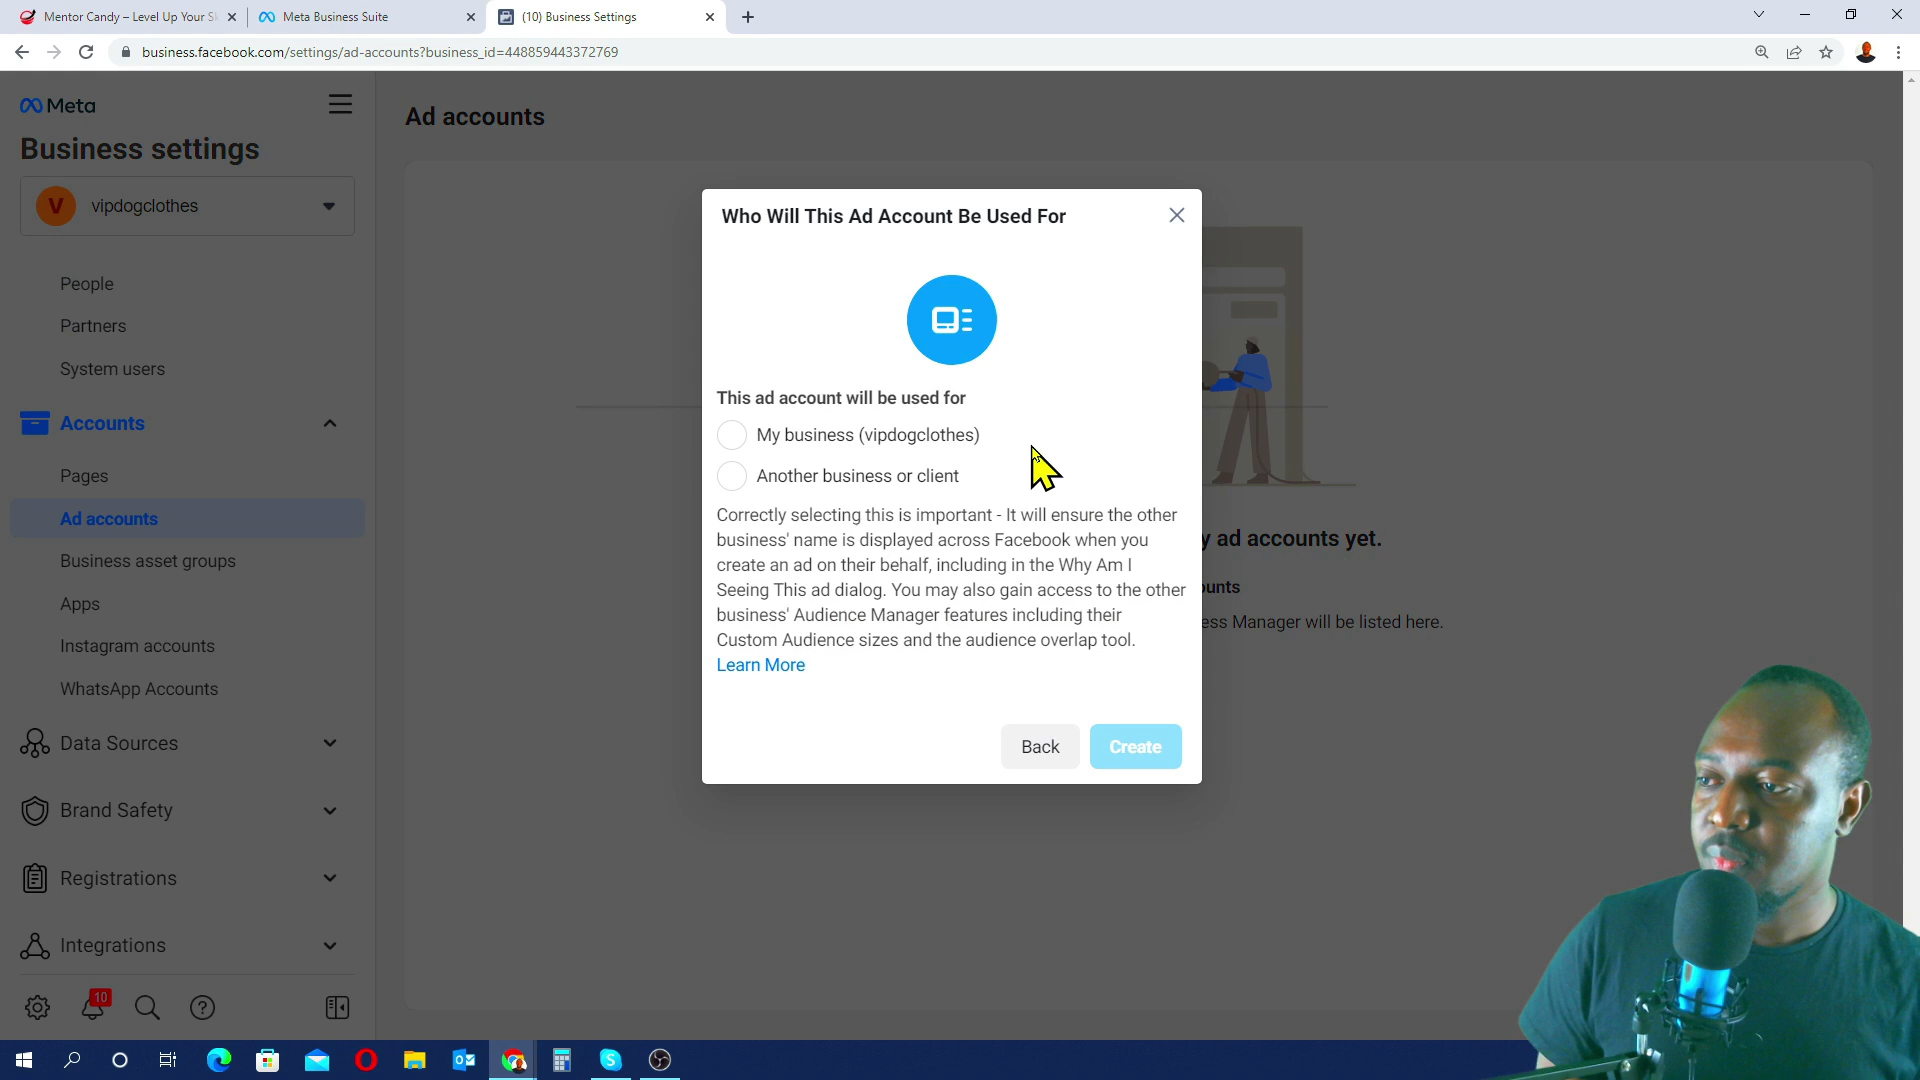 Mentor Candy – Level Up Your Sk
Meta Business Suite
(10) Business Settings
business.facebook.com/settings/ad-accounts?business_id=448859443372769
Meta
Business settings
V
vipdogclothes
People
Partners
System users
Accounts
Pages
Ad accounts
Business asset groups
Apps
Instagram accounts
WhatsApp Accounts
Data Sources
Brand Safety
Registrations
Integrations
10
Ad accounts
Who Will This Ad Account Be Used For
This ad account will be used for
My business (vipdogclothes)
Another business or client
Correctly selecting this is important - It will ensure the other
business' name is displayed across Facebook when you
create an ad on their behalf, including in the Why Am I
Seeing This ad dialog. You may also gain access to the other
business' Audience Manager features including their
Custom Audience sizes and the audience overlap tool.
Learn More
Back
Create
y ad accounts yet.
ounts
ess Manager will be listed here.